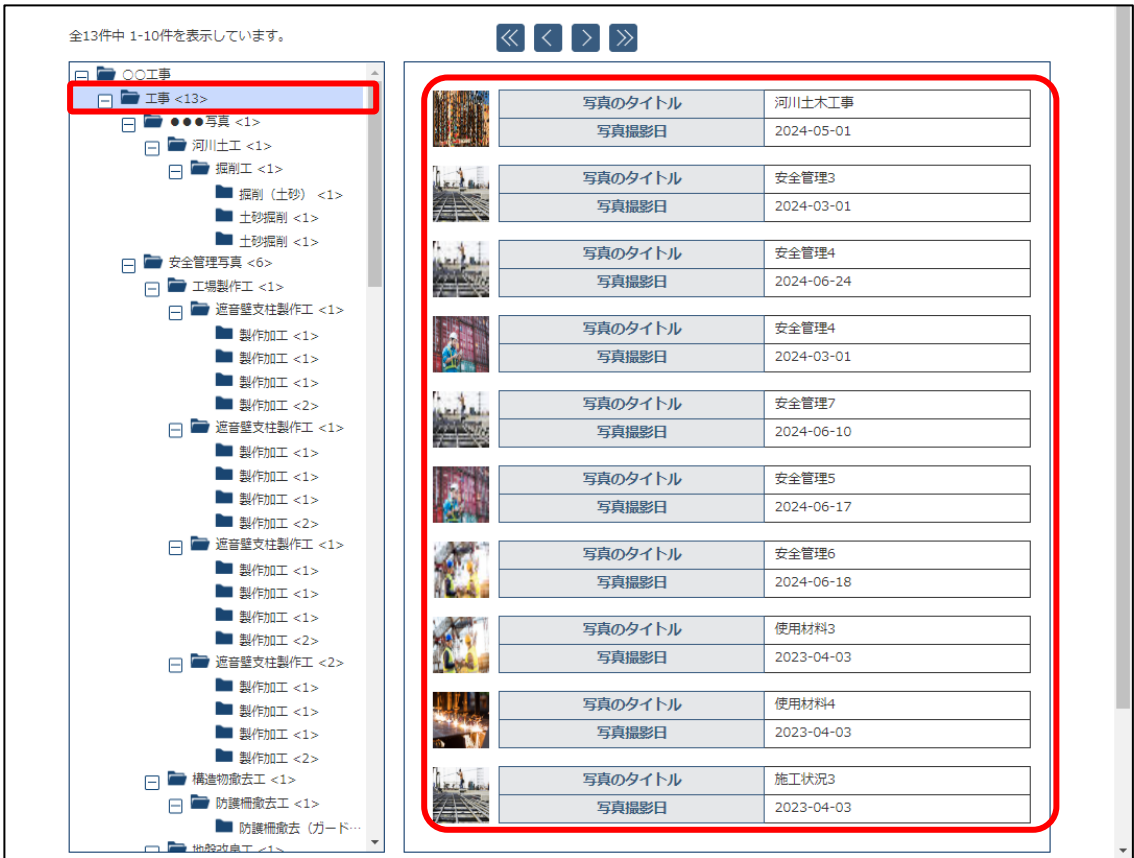 全13件中 1-10件を表示しています。
〇〇工事
工事 <13>
●●●写真 <1>
河川土工 <1>
掘削工 <1>
掘削（土砂） <1>
土砂掘削 <1>
土砂掘削 <1>
安全管理写真 <6>
工場製作工 <1>
遮音壁支柱製作工 <1>
製作加工 <1>
製作加工 <1>
製作加工 <1>
製作加工 <2>
遮音壁支柱製作工 <1>
製作加工 <1>
製作加工 <1>
製作加工 <1>
製作加工 <2>
遮音壁支柱製作工 <1>
製作加工 <1>
製作加工 <1>
製作加工 <1>
製作加工 <2>
遮音壁支柱製作工 <2>
製作加工 <1>
製作加工 <1>
製作加工 <1>
製作加工 <2>
構造物撤去工 <1>
防護柵撤去工 <1>
防護柵撤去（ガード…
地盤改良工 <1>
写真のタイトル 河川土木工事
写真撮影日 2024-05-01
写真のタイトル 安全管理3
写真撮影日 2024-03-01
写真のタイトル 安全管理4
写真撮影日 2024-06-24
写真のタイトル 安全管理4
写真撮影日 2024-03-01
写真のタイトル 安全管理7
写真撮影日 2024-06-10
写真のタイトル 安全管理5
写真撮影日 2024-06-17
写真のタイトル 安全管理6
写真撮影日 2024-06-18
写真のタイトル 使用材料3
写真撮影日 2023-04-03
写真のタイトル 使用材料4
写真撮影日 2023-04-03
写真のタイトル 施工状況3
写真撮影日 2023-04-03